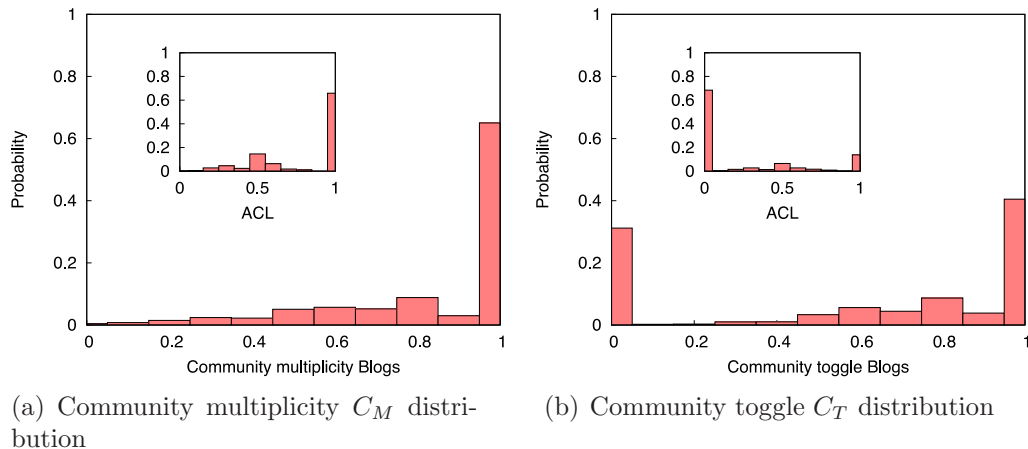 1
0.8
0.6
0.4
0.2
0
Probability
0 0.2 0.4 0.6 0.8 1
Community multiplicity Blogs
1
0.8
0.6
0.4
0.2
0
0 0.5 1
ACL
(a) Community multiplicity C_M distri-
bution
1
0.8
0.6
0.4
0.2
0
Probability
0 0.2 0.4 0.6 0.8 1
Community toggle Blogs
1
0.8
0.6
0.4
0.2
0
0 0.5 1
ACL
(b) Community toggle C_T distribution